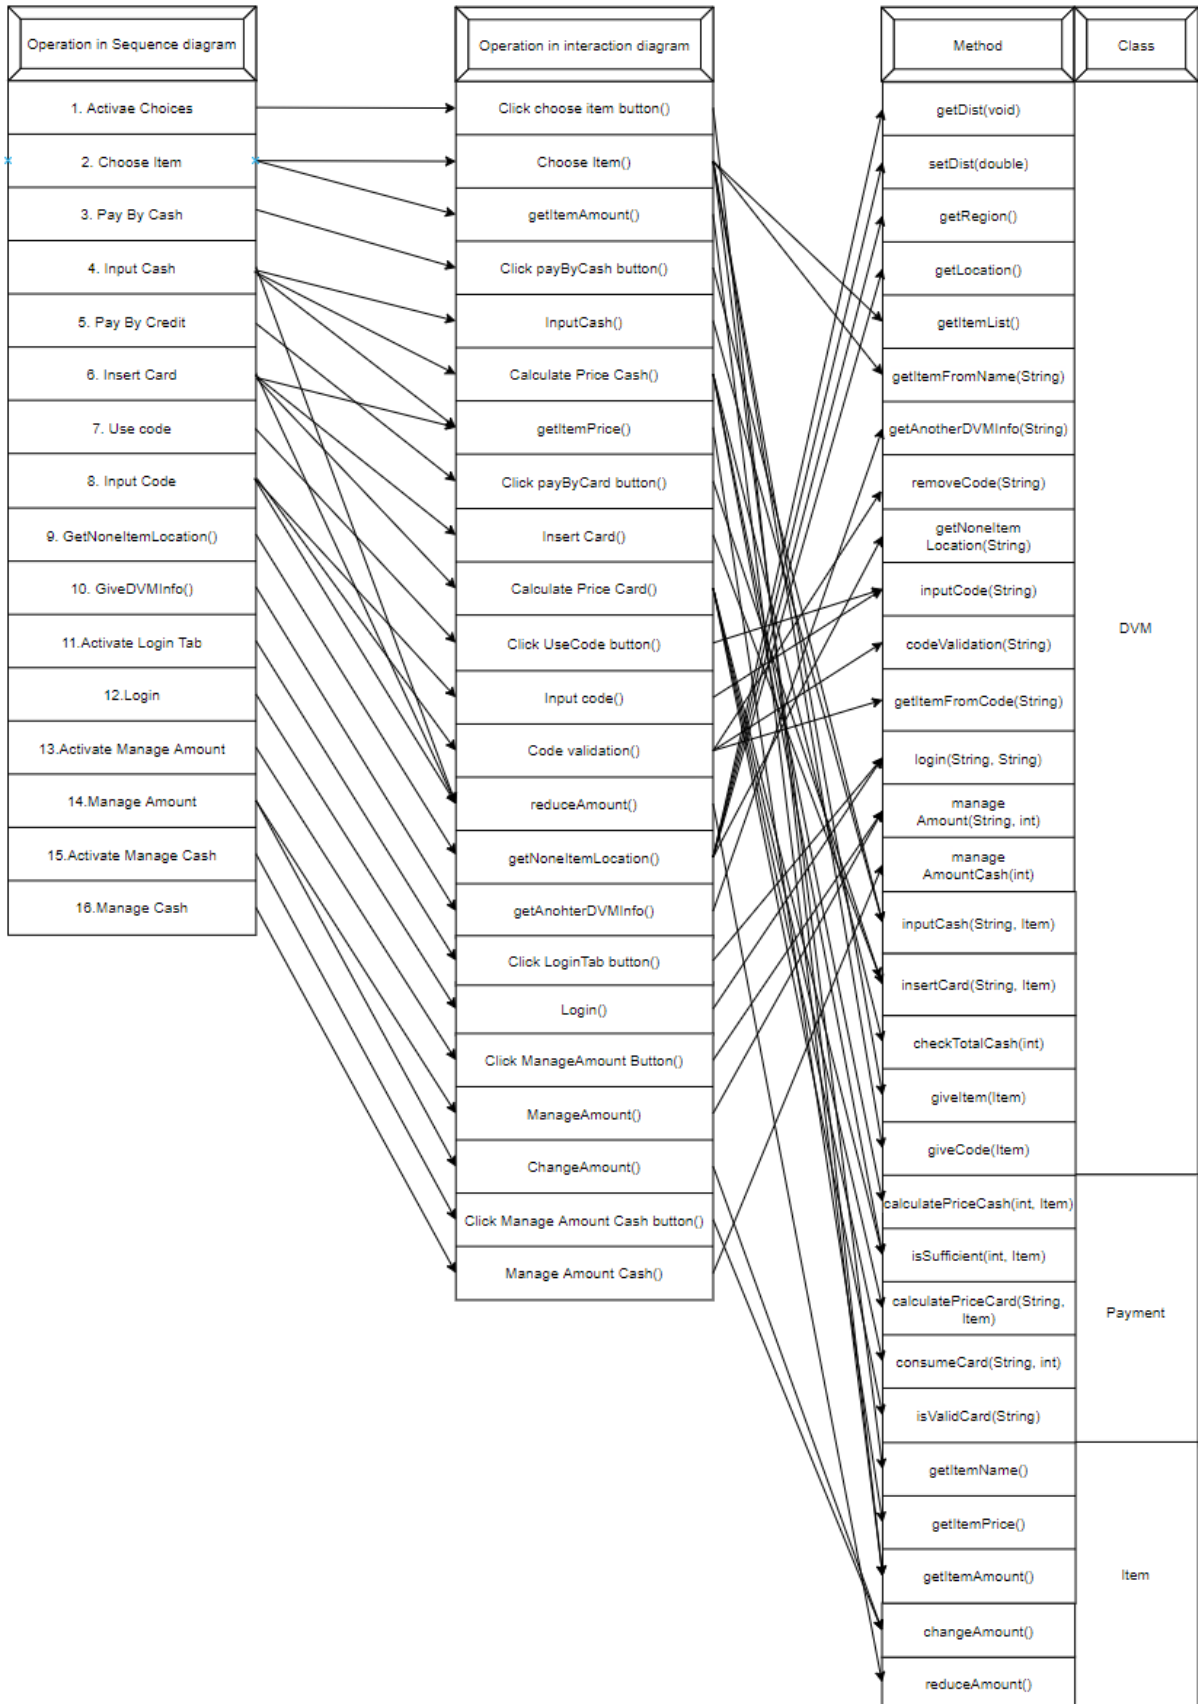 Operation in Sequence diagram
1. Activae Choices
2. Choose Item
3. Pay By Cash
4. Input Cash
5. Pay By Credit
6. Insert Card
7. Use code
8. Input Code
9. GetNoneItemLocation()
10. GiveDVMInfo()
11.Activate Login Tab
12.Login
13.Activate Manage Amount
14.Manage Amount
15.Activate Manage Cash
16.Manage Cash
Operation in interaction diagram
Click choose item button()
Choose Item()
getItemAmount()
Click payByCash button()
InputCash()
Calculate Price Cash()
getItemPrice()
Click payByCard button()
Insert Card()
Calculate Price Card()
Click UseCode button()
Input code()
Code validation()
reduceAmount()
getNoneItemLocation()
getAnohterDVMInfo()
Click LoginTab button()
Login()
Click ManageAmount Button()
ManageAmount()
ChangeAmount()
Click Manage Amount Cash button()
Manage Amount Cash()
Method
getDist(void)
setDist(double)
getRegion()
getLocation()
getItemList()
getItemFromName(String)
getAnotherDVMInfo(String)
removeCode(String)
getNoneItem
Location(String)
inputCode(String)
codeValidation(String)
getItemFromCode(String)
login(String, String)
manage
Amount(String, int)
manage
AmountCash(int)
inputCash(String, Item)
insertCard(String, Item)
checkTotalCash(int)
giveItem(Item)
giveCode(Item)
calculatePriceCash(int, Item)
isSufficient(int, Item)
calculatePriceCard(String,
Item)
consumeCard(String, int)
isValidCard(String)
getItemName()
getItemPrice()
getItemAmount()
changeAmount()
reduceAmount()
Class
DVM
Payment
Item